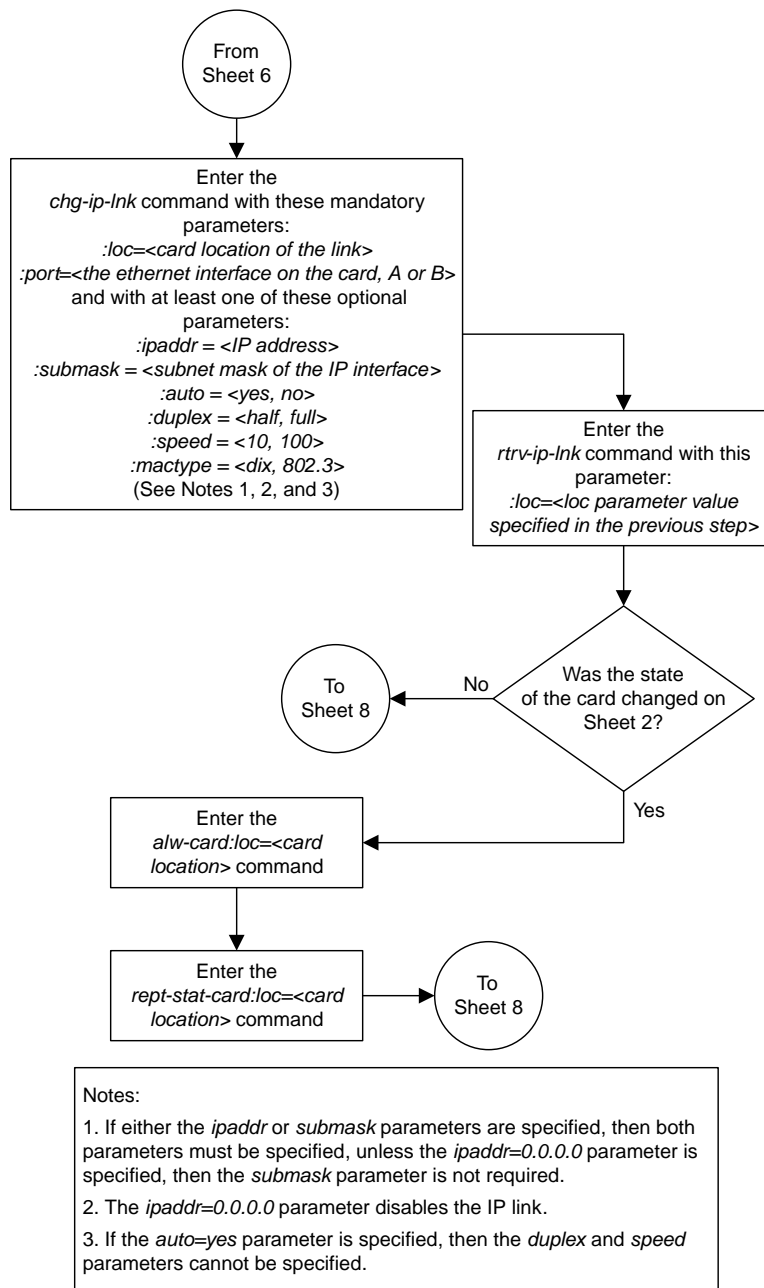 From
Sheet 6
Enter the
chg-ip-lnk command with these mandatory
parameters:
:loc=<card location of the link>
:port=<the ethernet interface on the card, A or B>
and with at least one of these optional
parameters:
:ipaddr = <IP address>
:submask = <subnet mask of the IP interface>
:auto = <yes, no>
:duplex = <half, full>
:speed = <10, 100>
:mactype = <dix, 802.3>
(See Notes 1, 2, and 3)
Enter the
rtrv-ip-lnk command with this
parameter:
:loc=<loc parameter value
specified in the previous step>
Was the state
of the card changed on
Sheet 2?
No
To
Sheet 8
Yes
Enter the
alw-card:loc=<card
location> command
Enter the
rept-stat-card:loc=<card
location> command
To
Sheet 8
Notes:
1. If either the ipaddr or submask parameters are specified, then both
parameters must be specified, unless the ipaddr=0.0.0.0 parameter is
specified, then the submask parameter is not required.
2. The ipaddr=0.0.0.0 parameter disables the IP link.
3. If the auto=yes parameter is specified, then the duplex and speed
parameters cannot be specified.